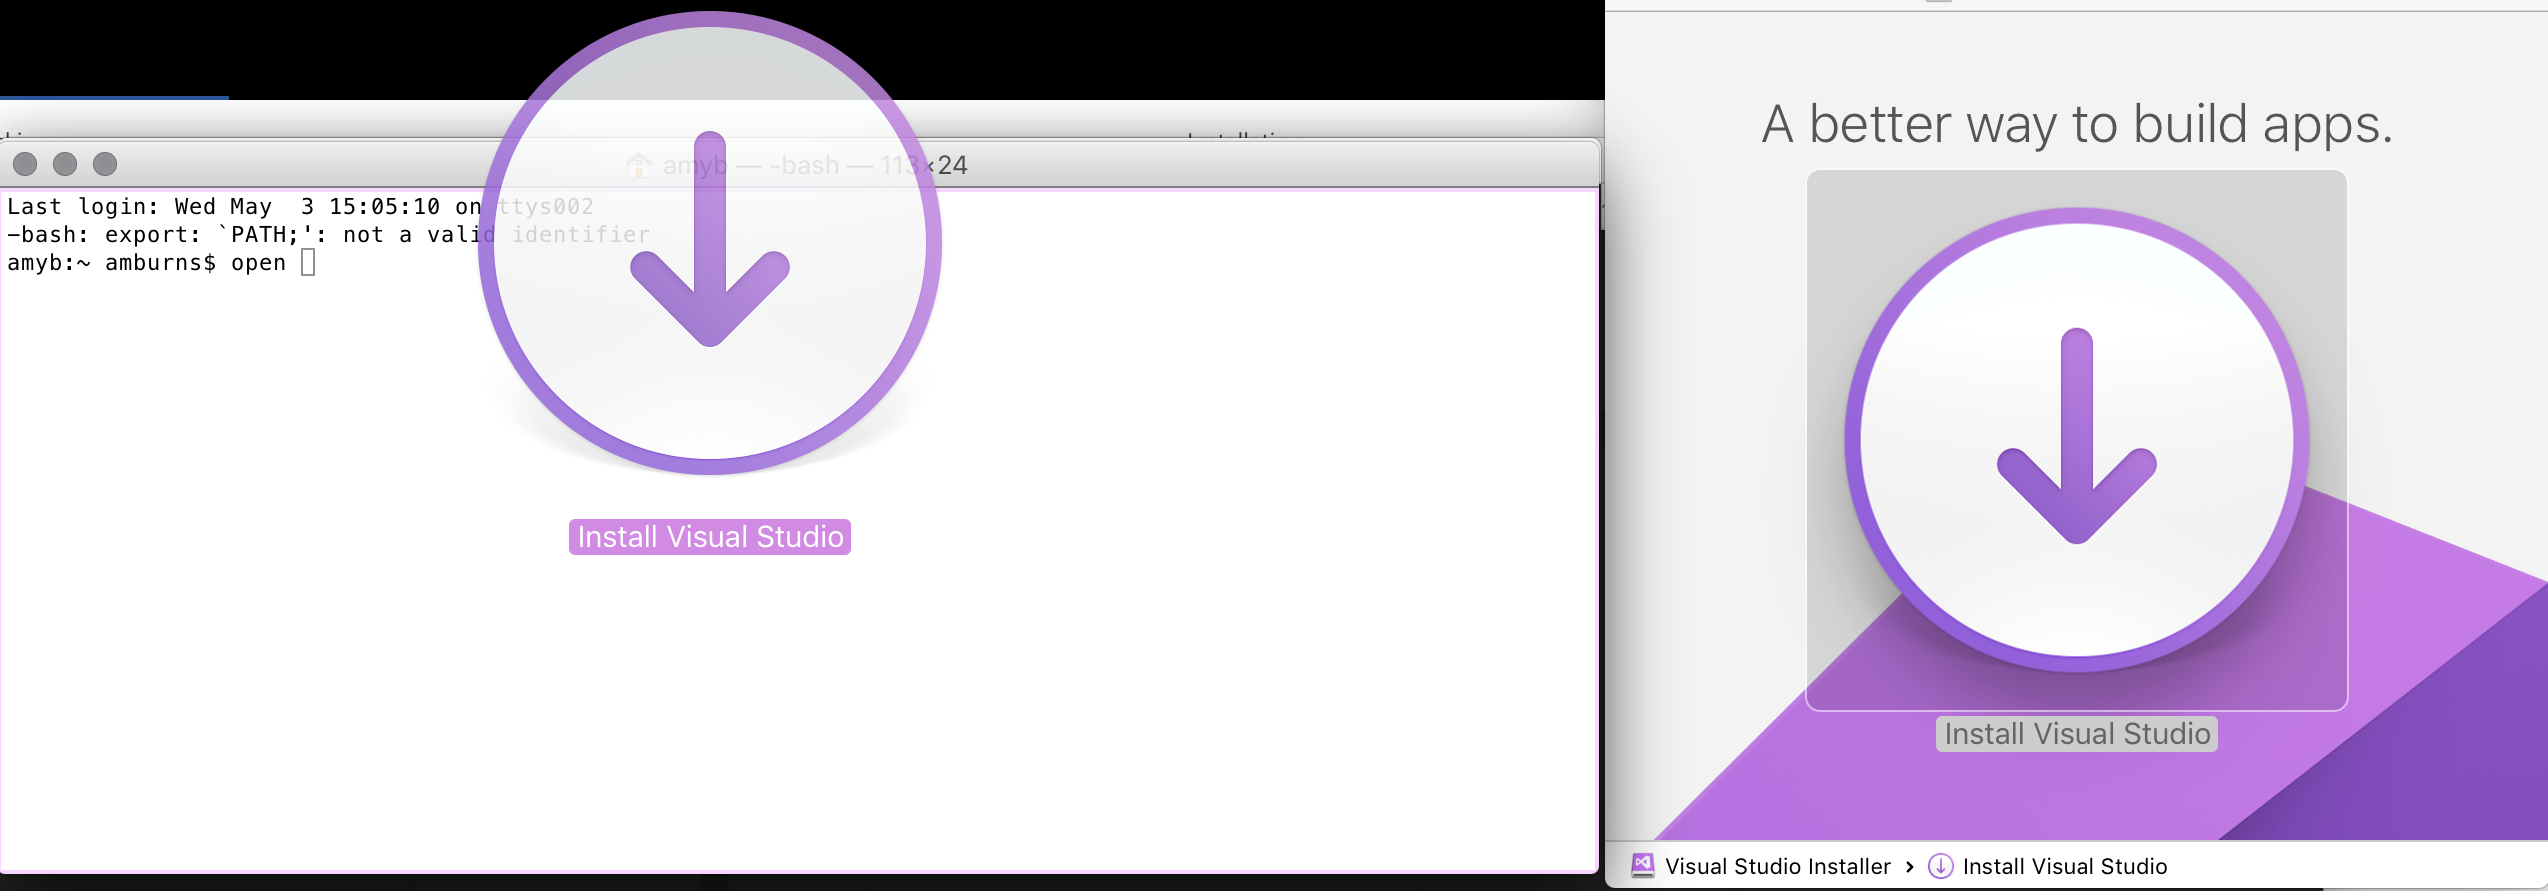 amyb — -bash — 113×24
Last login: Wed May  3 15:05:10 on ttys002
-bash: export: `PATH;': not a valid identifier
amyb:~ amburns$ open
Install Visual Studio
A better way to build apps.
Install Visual Studio
Visual Studio Installer › Install Visual Studio